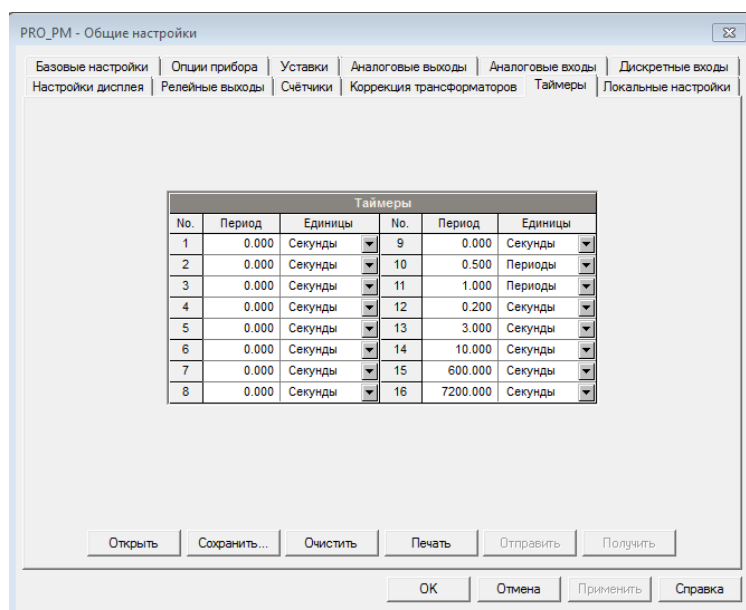 PRO_PM - Общие настройки
Базовые настройки Опции прибора Уставки Аналоговые выходы Аналоговые входы Дискретные входы
Настройки дисплея Релейные выходы Счётчики Коррекция трансформаторов Таймеры Локальные настройки
Таймеры
No. Период Единицы No. Период Единицы
1 0.000 Секунды 9 0.000 Секунды
2 0.000 Секунды 10 0.500 Периоды
3 0.000 Секунды 11 1.000 Периоды
4 0.000 Секунды 12 0.200 Секунды
5 0.000 Секунды 13 3.000 Секунды
6 0.000 Секунды 14 10.000 Секунды
7 0.000 Секунды 15 600.000 Секунды
8 0.000 Секунды 16 7200.000 Секунды
Открыть Сохранить... Очистить Печать Отправить Получить
OK Отмена Применить Справка